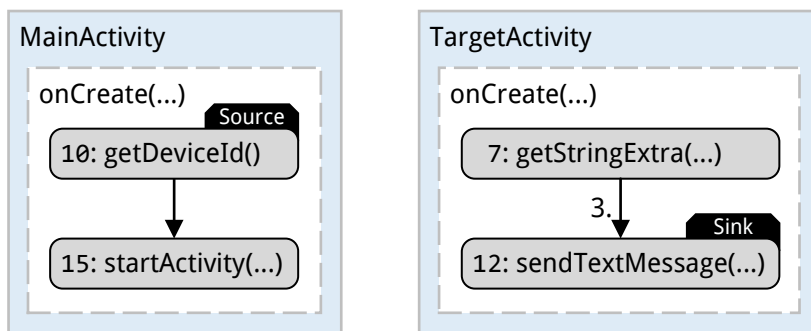 MainActivity
onCreate(...)
Source
10: getDeviceId()
15: startActivity(...)
TargetActivity
onCreate(...)
7: getStringExtra(...)
3.
Sink
12: sendTextMessage(...)